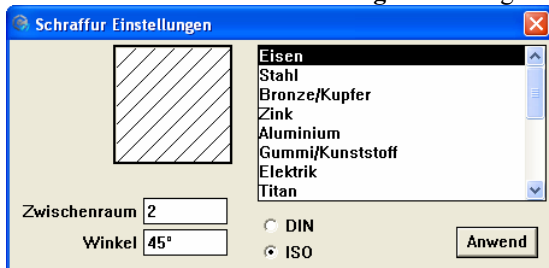 Schraffur Einstellungen
Eisen
Stahl
Bronze/Kupfer
Zink
Aluminium
Gummi/Kunststoff
Elektrik
Titan
Zwischenraum 2
Winkel 45°
DIN
ISO
Anwend